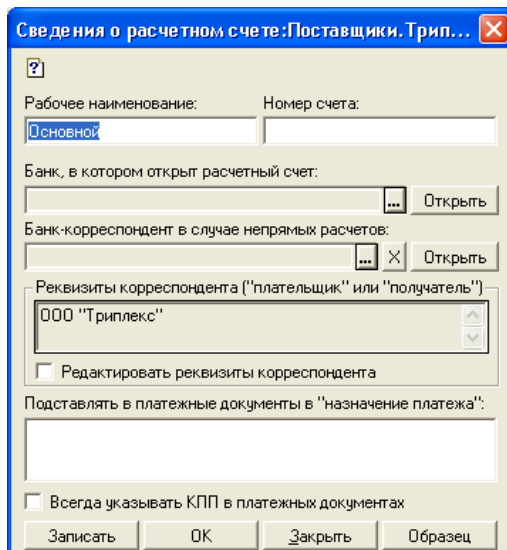 Сведения о расчетном счете:Поставщики.Трип...
Рабочее наименование: Номер счета:
Основной
Банк, в котором открыт расчетный счет:
... Открыть
Банк-корреспондент в случае непрямых расчетов:
... X Открыть
Реквизиты корреспондента ("плательщик" или "получатель")
ООО "Триплекс"
Редактировать реквизиты корреспондента
Подставлять в платежные документы в "назначение платежа":
Всегда указывать КПП в платежных документах
Записать OK Закрыть Образец